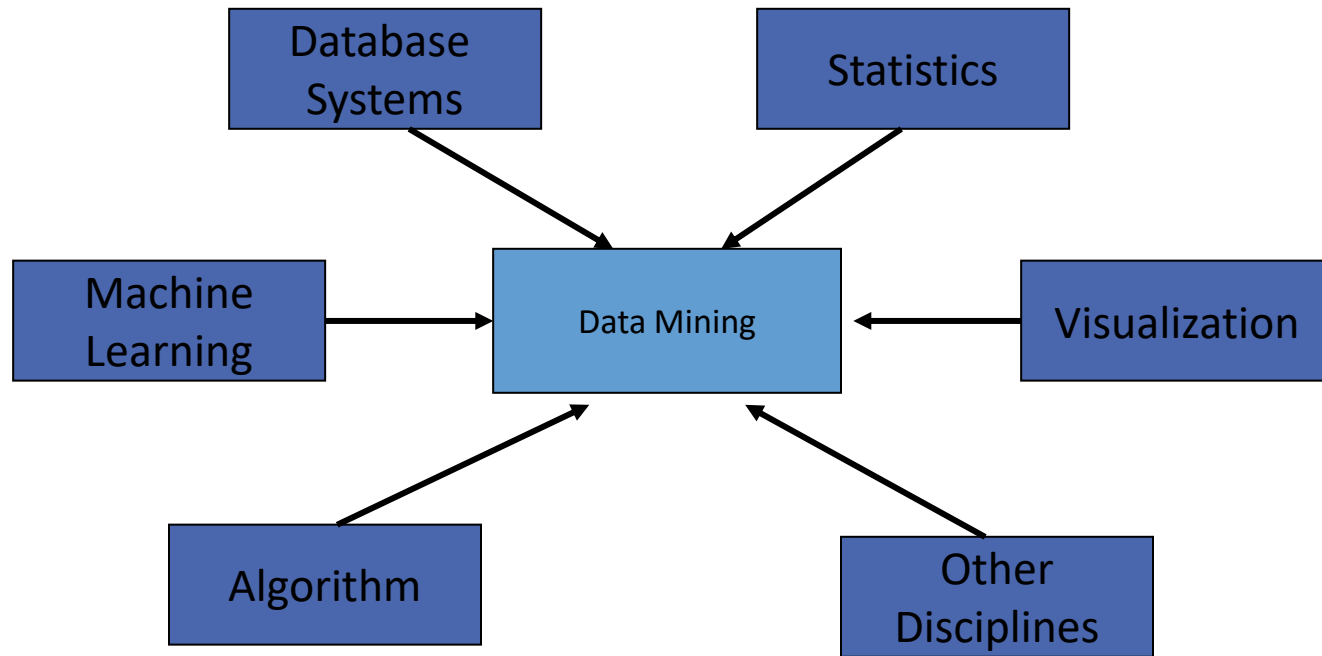 Database
Systems
Statistics
Machine
Learning
Data Mining
Visualization
Algorithm
Other
Disciplines